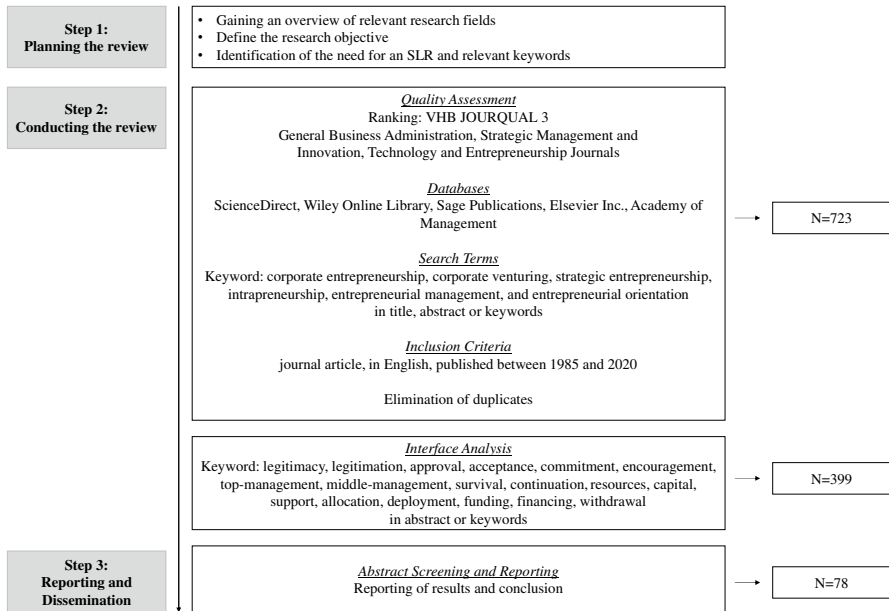 Step 1:
Planning the review
• Gaining an overview of relevant research fields
• Define the research objective
• Identification of the need for an SLR and relevant keywords
Step 2:
Conducting the review
Quality Assessment
Ranking: VHB JOURQUAL 3
General Business Administration, Strategic Management and
Innovation, Technology and Entrepreneurship Journals
Databases
ScienceDirect, Wiley Online Library, Sage Publications, Elsevier Inc., Academy of
Management
Search Terms
Keyword: corporate entrepreneurship, corporate venturing, strategic entrepreneurship,
intrapreneurship, entrepreneurial management, and entrepreneurial orientation
in title, abstract or keywords
Inclusion Criteria
journal article, in English, published between 1985 and 2020
Elimination of duplicates
N=723
Interface Analysis
Keyword: legitimacy, legitimation, approval, acceptance, commitment, encouragement,
top-management, middle-management, survival, continuation, resources, capital,
support, allocation, deployment, funding, financing, withdrawal
in abstract or keywords
N=399
Step 3:
Reporting and
Dissemination
Abstract Screening and Reporting
Reporting of results and conclusion
N=78